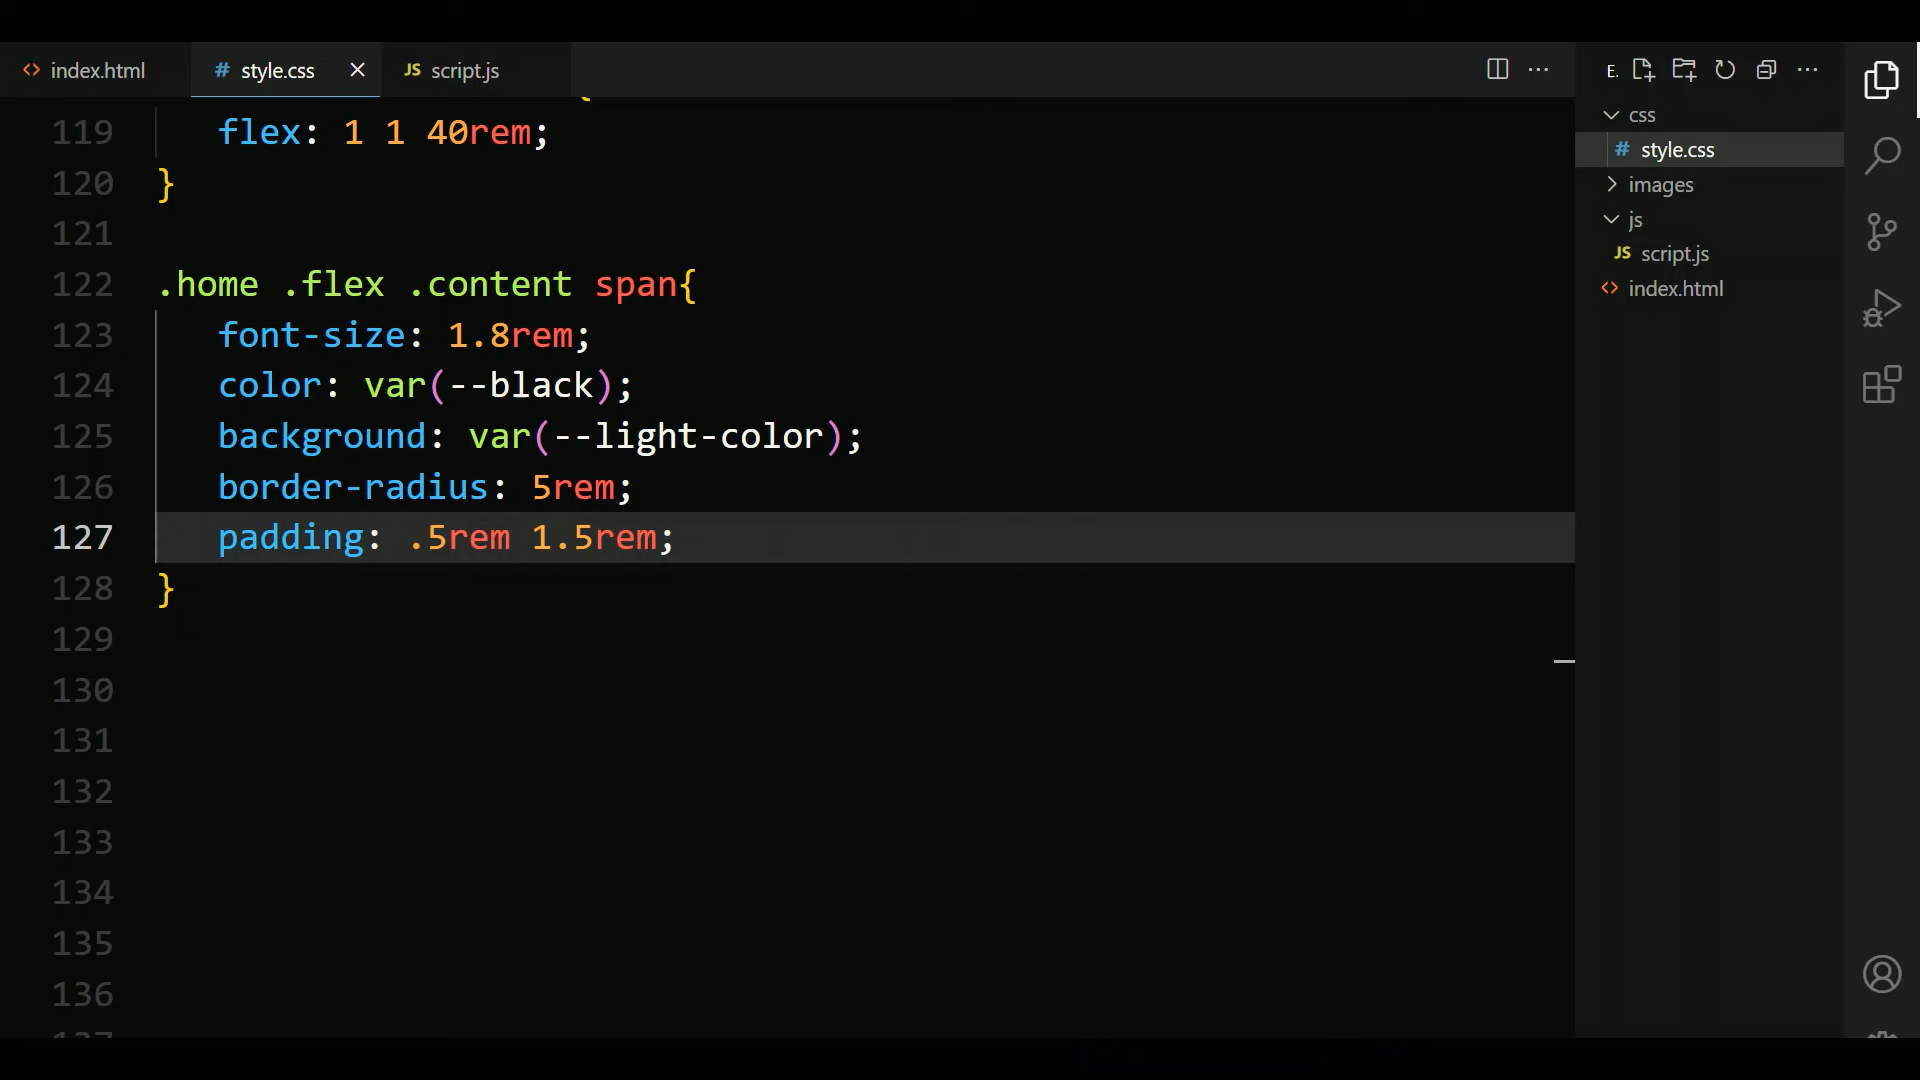 index.html
# style.css
JS script.js
E.
119 flex: 1 1 40rem;
120 }
121
122 .home .flex .content span{
123 font-size: 1.8rem;
124 color: var(--black);
125 background: var(--light-color);
126 border-radius: 5rem;
127 padding: .5rem 1.5rem;
128 }
129
130
131
132
133
134
135
136
css
# style.css
images
js
JS script.js
index.html